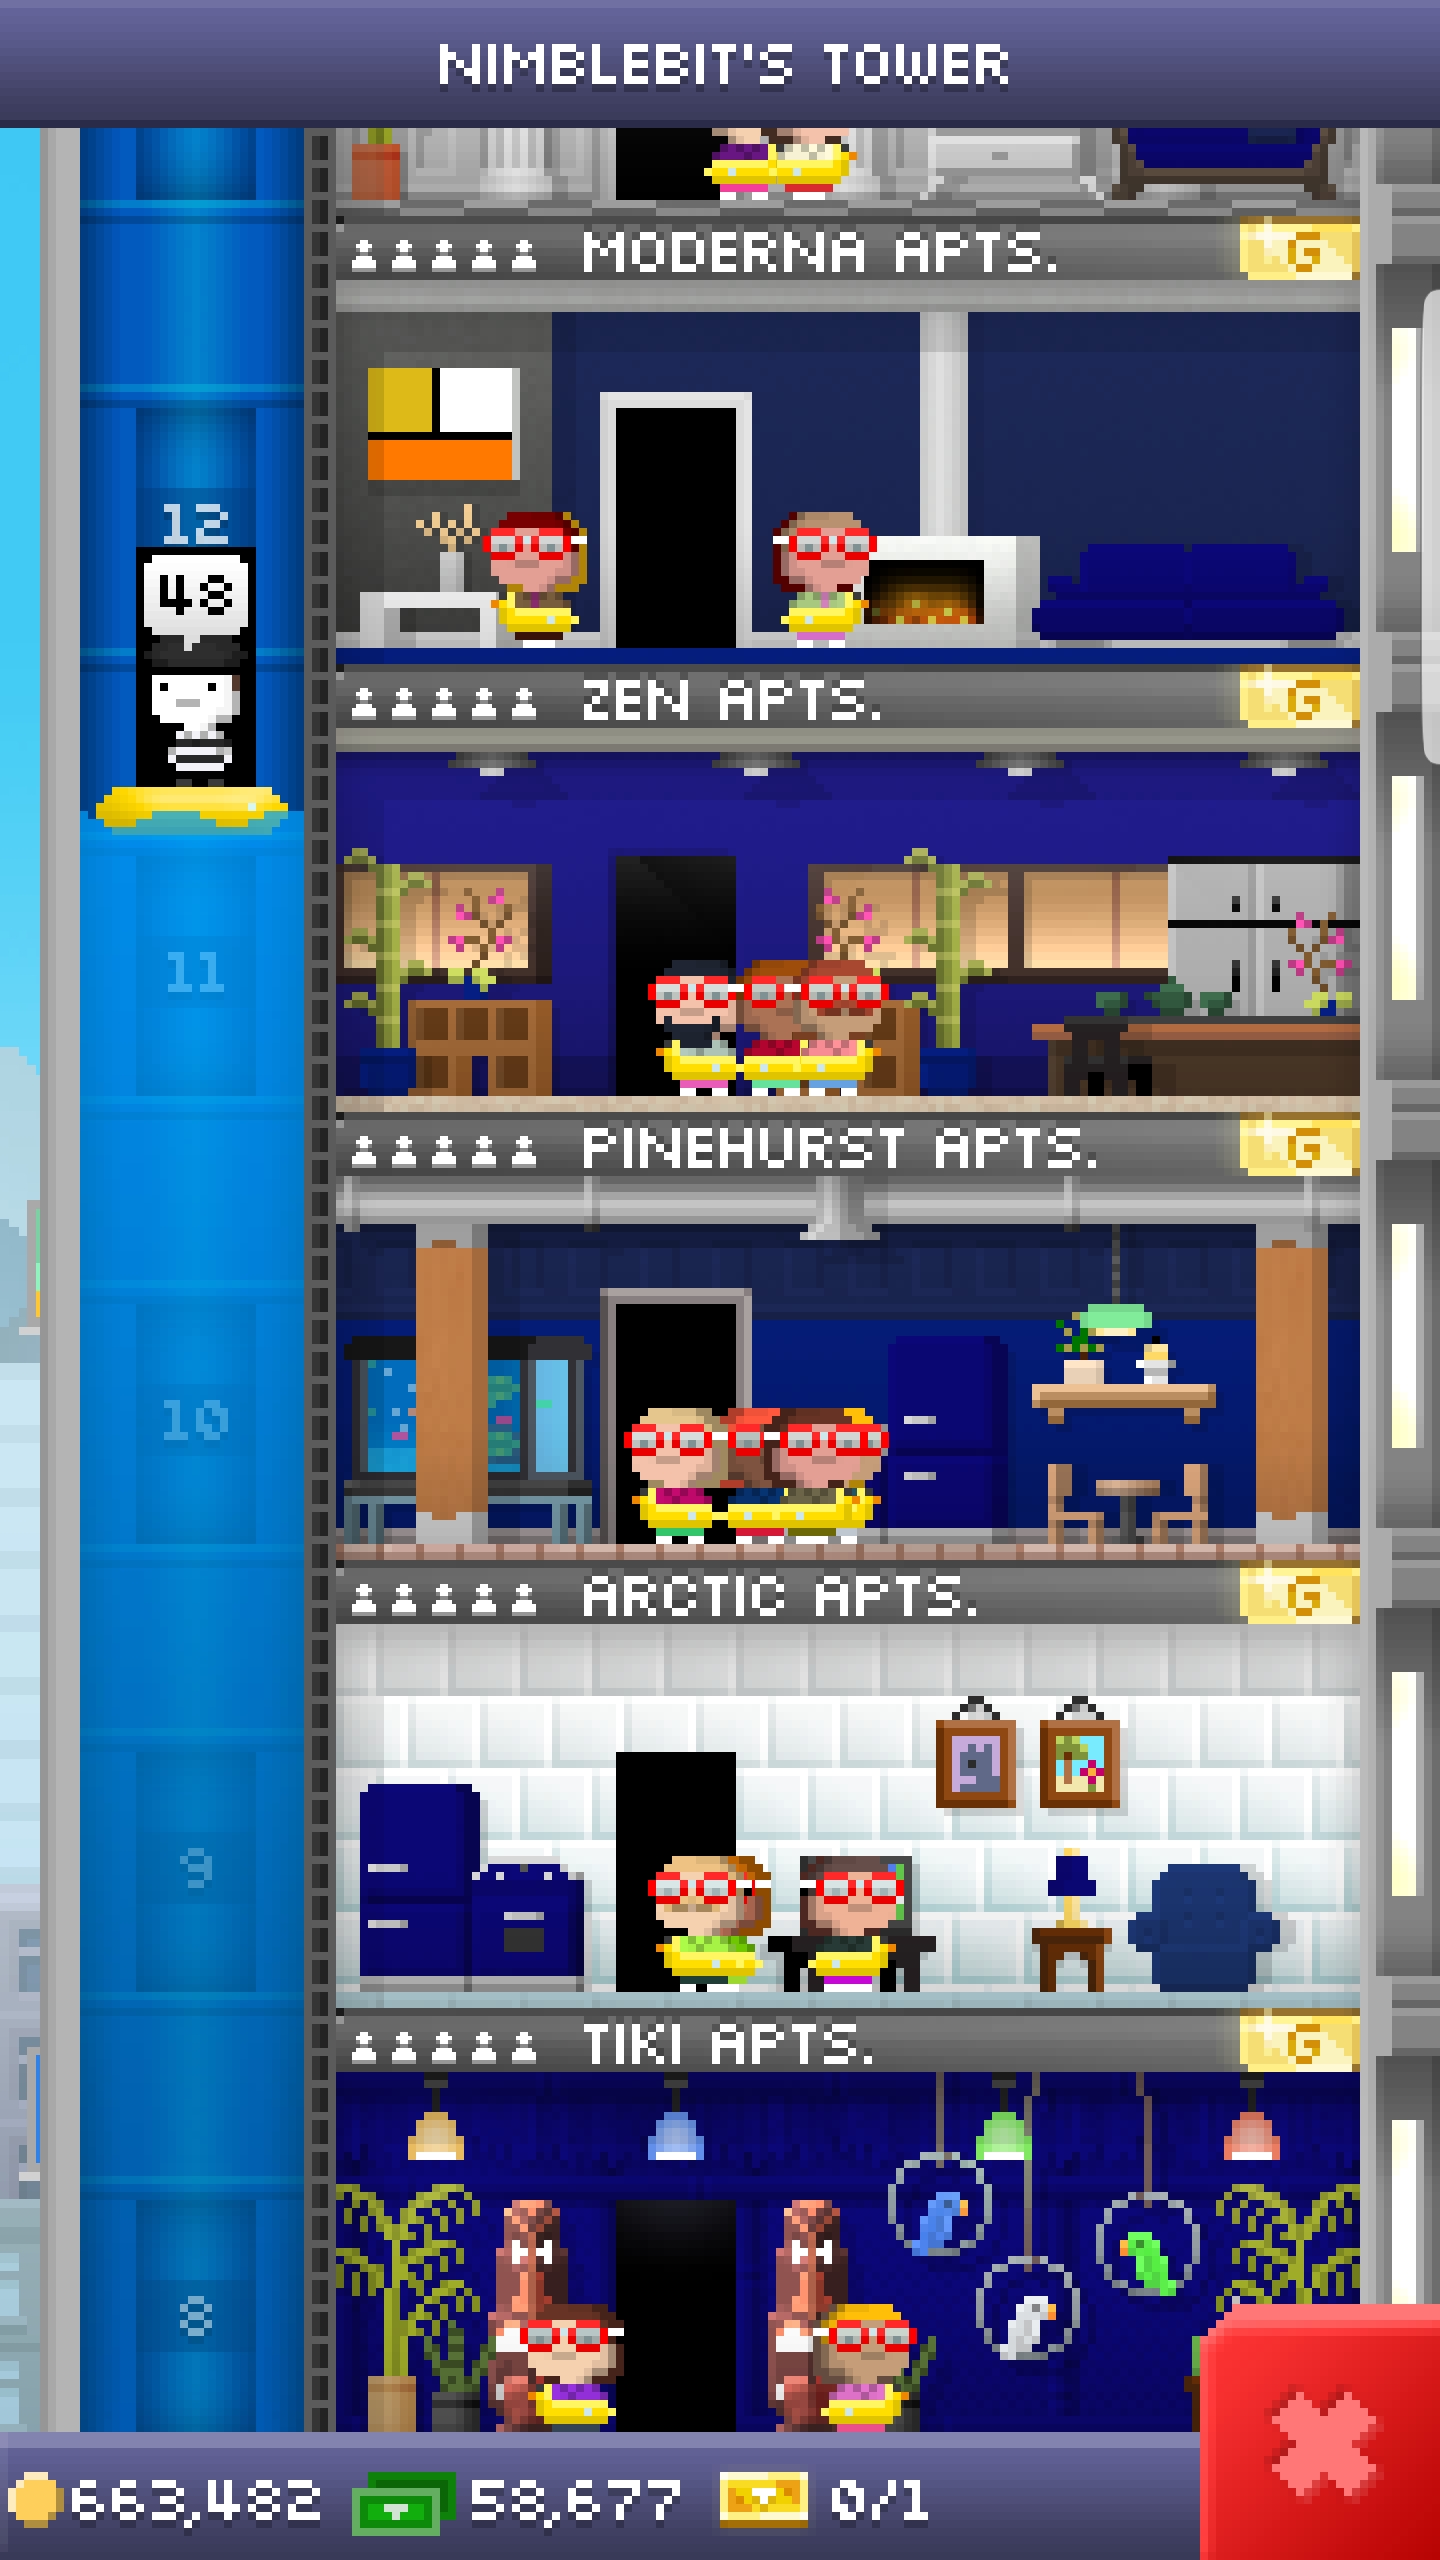 NIMBLEBIT'S TOWER
MODERNA APTS. G
12
48
ZEN APTS. G
11
PINEHURST APTS. G
10
ARCTIC APTS. G
9
TIKI APTS. G
8
663,482 58,677 0/1